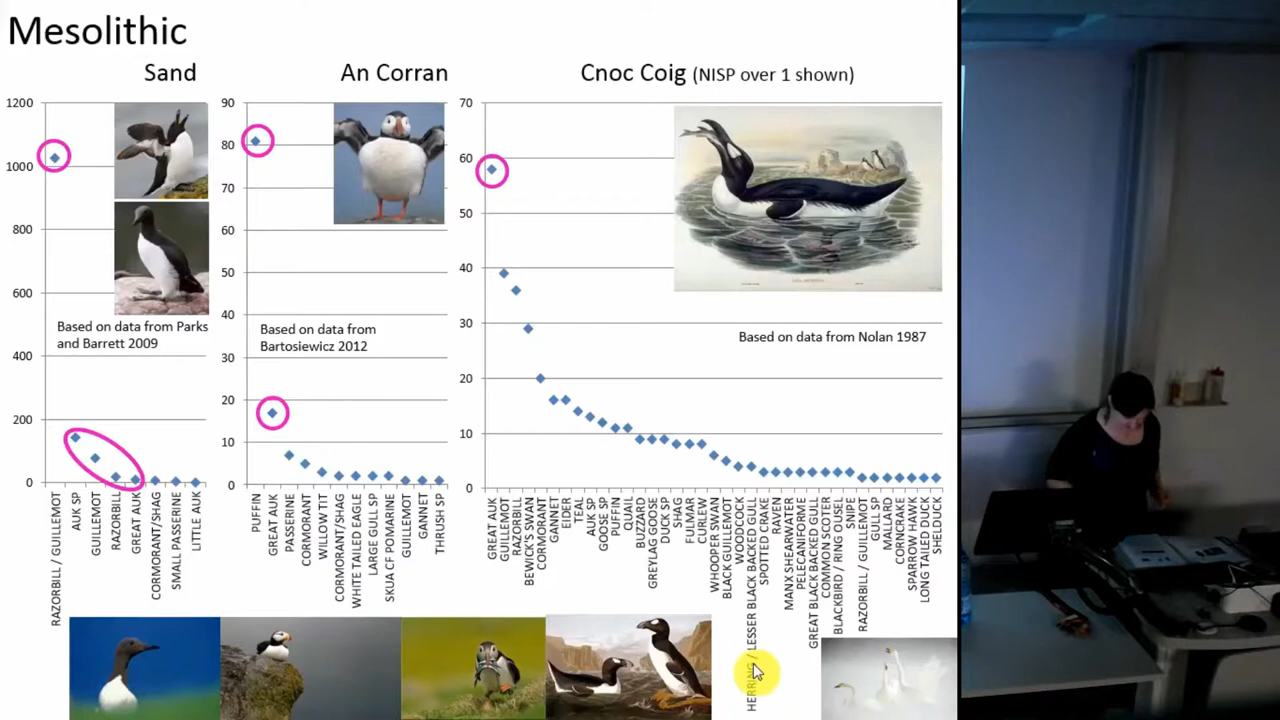 Mesolithic
Sand
An Corran
Cnoc Coig (NISP over 1 shown)
1200
1000
800
600
400
200
0
Based on data from Parks
and Barrett 2009
RAZORBILL / GUILLEMOT
AUK SP
GUILLEMOT
RAZORBILL
GREAT AUK
CORMORANT/SHAG
SMALL PASSERINE
LITTLE AUK
90
80
70
60
50
40
30
20
10
0
Based on data from
Bartosiewicz 2012
PUFFIN
GREAT AUK
PASSERINE
CORMORANT
WILLOW TIT
CORMORANT/SHAG
WHITE TAILED EAGLE
LARGE GULL SP
SKUA CF POMARINE
GUILLEMOT
GANNET
THRUSH SP
70
60
50
40
30
20
10
0
Based on data from Nolan 1987
GREAT AUK
GUILLEMOT
RAZORBILL
BEWICK'S SWAN
CORMORANT
GANNET
EIDER
TEAL
AUK SP
GOOSE SP
PUFFIN
QUAIL
BUZZARD
GREYLAG GOOSE
DUCK SP
SHAG
FULMAR
CURLEW
WHOOPER SWAN
BLACK GUILLEMOT
WOODCOCK
HERRING / LESSER BLACK BACKED GULL
SPOTTED CRAKE
RAVEN
MANX SHEARWATER
PELECANIFORME
GREAT BLACK BACKED GULL
COMMON SCOTER
BLACKBIRD / RING OUSEL
SNIPE
RAZORBILL / GUILLEMOT
GULL SP
MALLARD
CORNCRAKE
SPARROW HAWK
LONG TAILED DUCK
SHELDUCK